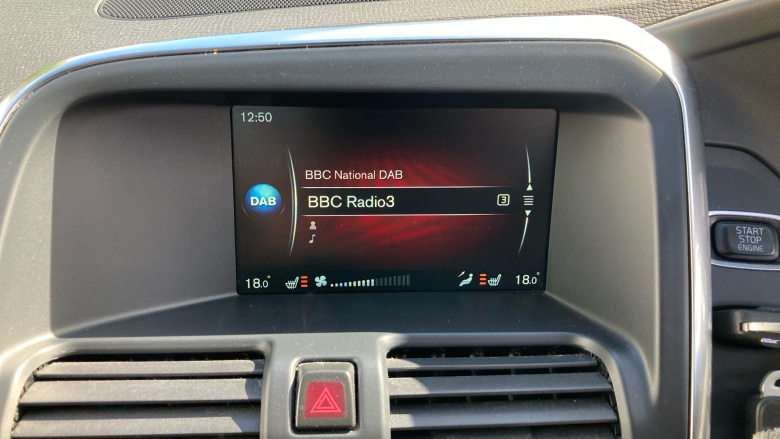 12:50
BBC National DAB
DAB
BBC Radio3
3
18.0°
18.0°
START
STOP
ENGINE